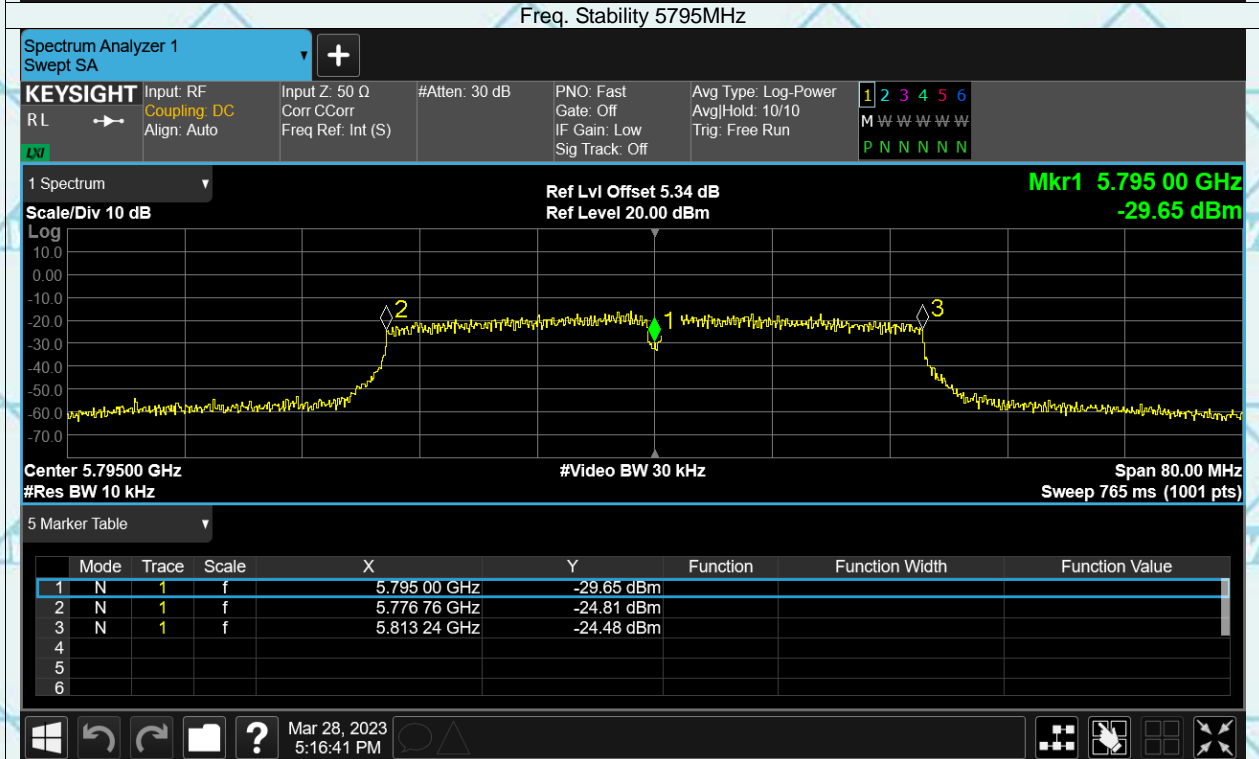 Freq. Stability 5795MHz
Spectrum Analyzer 1
Swept SA
KEYSIGHT
RL
LXI
Input: RF
Coupling: DC
Align: Auto
Input Z: 50 Ω
Corr CCorr
Freq Ref: Int (S)
#Atten: 30 dB
PNO: Fast
Gate: Off
IF Gain: Low
Sig Track: Off
Avg Type: Log-Power
Avg|Hold: 10/10
Trig: Free Run
1 2 3 4 5 6
M W W W W W
P N N N N N
1 Spectrum
Scale/Div 10 dB
Ref Lvl Offset 5.34 dB
Ref Level 20.00 dBm
Mkr1 5.795 00 GHz
-29.65 dBm
Log
10.0
0.00
-10.0
-20.0
-30.0
-40.0
-50.0
-60.0
-70.0
2
1
3
Center 5.79500 GHz
#Res BW 10 kHz
#Video BW 30 kHz
Span 80.00 MHz
Sweep 765 ms (1001 pts)
5 Marker Table
Mode Trace Scale X Y Function Function Width Function Value
1 N 1 f 5.795 00 GHz -29.65 dBm
2 N 1 f 5.776 76 GHz -24.81 dBm
3 N 1 f 5.813 24 GHz -24.48 dBm
4
5
6
?
Mar 28, 2023
5:16:41 PM